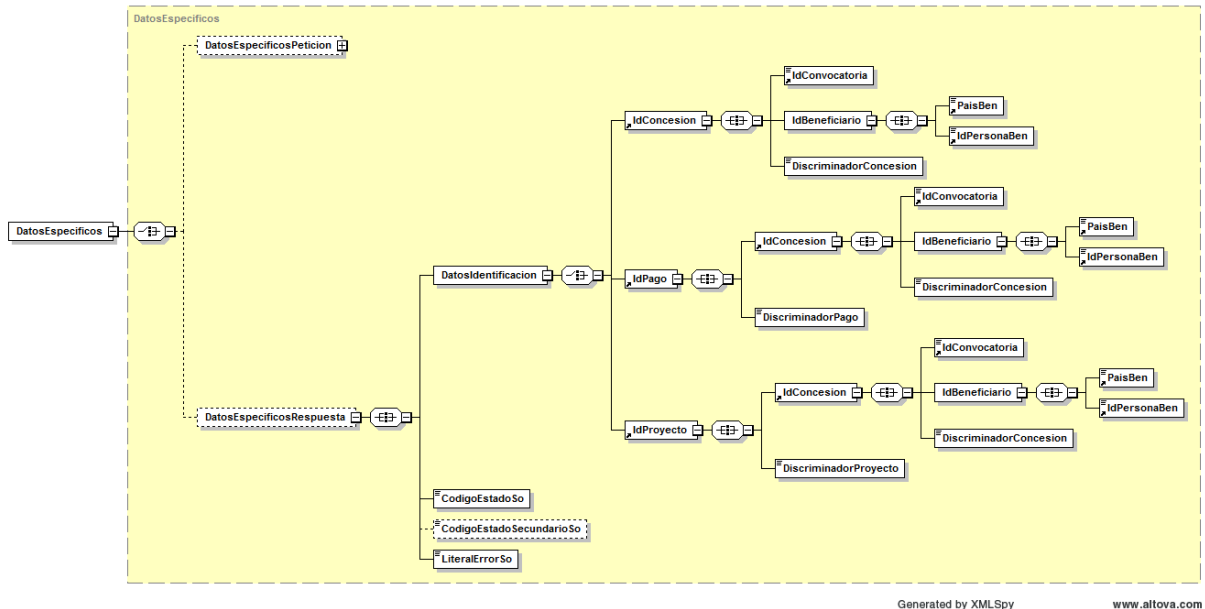 DatosEspecificos
DatosEspecificosPeticion
IdConvocatoria
IdConcesion
IdBeneficiario
PaisBen
IdPersonaBen
DiscriminadorConcesion
DatosEspecificos
IdConvocatoria
IdConcesion
IdBeneficiario
PaisBen
IdPersonaBen
DatosIdentificacion
IdPago
DiscriminadorConcesion
DiscriminadorPago
IdConvocatoria
IdConcesion
IdBeneficiario
PaisBen
IdPersonaBen
DatosEspecificosRespuesta
IdProyecto
DiscriminadorConcesion
DiscriminadorProyecto
CodigoEstadoSo
CodigoEstadoSecundarioSo
LiteralErrorSo
Generated by XMLSpy
www.altova.com